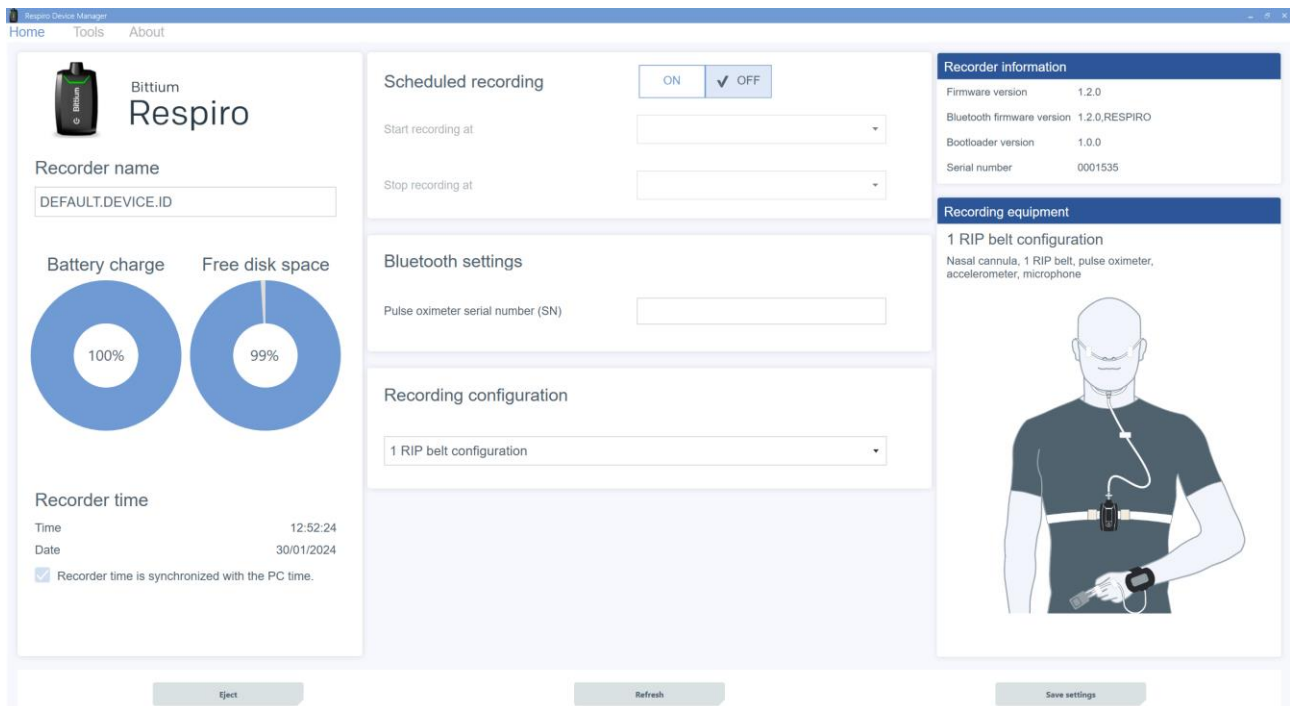 Respiro Device Manager
Home Tools About
Bittium
Bittium
Respiro
Recorder name
DEFAULT.DEVICE.ID
Battery charge Free disk space
100% 99%
Recorder time
Time 12:52:24
Date 30/01/2024
Recorder time is synchronized with the PC time.
Scheduled recording ON OFF
Start recording at
Stop recording at
Bluetooth settings
Pulse oximeter serial number (SN)
Recording configuration
1 RIP belt configuration
Recorder information
Firmware version 1.2.0
Bluetooth firmware version 1.2.0,RESPIRO
Bootloader version 1.0.0
Serial number 0001535
Recording equipment
1 RIP belt configuration
Nasal cannula, 1 RIP belt, pulse oximeter,
accelerometer, microphone
Eject Refresh Save settings